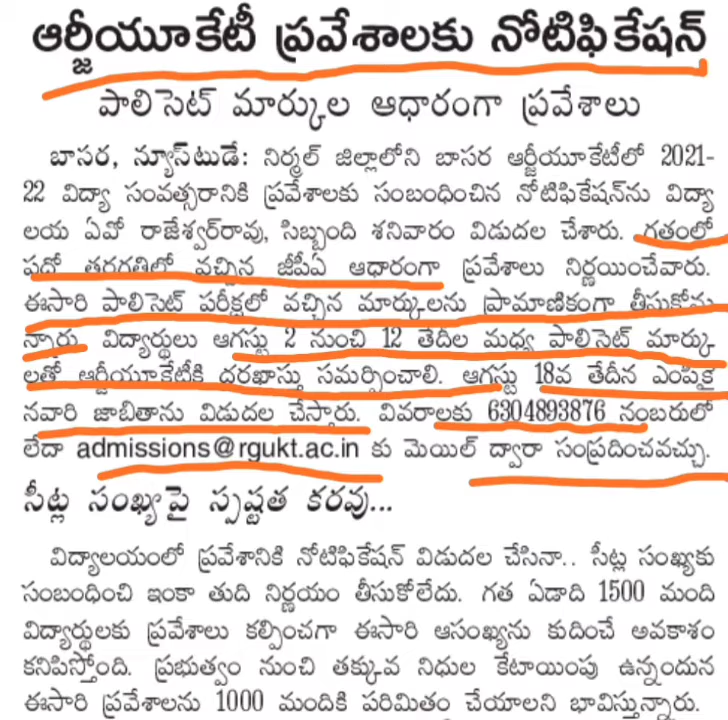 ఆర్జీయూకేటీ ప్రవేశాలకు నోటిఫికేషన్
పాలిసెట్ మార్కుల ఆధారంగా ప్రవేశాలు
బాసర, న్యూస్‌టుడే: నిర్మల్ జిల్లాలోని బాసర ఆర్జీయూకేటీలో 2021-
22 విద్యా సంవత్సరానికి ప్రవేశాలకు సంబంధించిన నోటిఫికేషన్‌ను విద్యా
లయ ఏవో రాజేశ్వర్‌రావు, సిబ్బంది శనివారం విడుదల చేశారు. గతంలో
పదో తరగతిలో వచ్చిన జీపీఏ ఆధారంగా ప్రవేశాలు నిర్ణయించేవారు.
ఈసారి పాలిసెట్ పరీక్షలో వచ్చిన మార్కులను ప్రామాణికంగా తీసుకోను
న్నారు. విద్యార్థులు ఆగస్టు 2 నుంచి 12 తేదీల మధ్య పాలిసెట్ మార్కు
లతో ఆర్జీయూకేటీకి దరఖాస్తు సమర్పించాలి. ఆగస్టు 18వ తేదీన ఎంపికై
నవారి జాబితాను విడుదల చేస్తారు. వివరాలకు 6304893876 నంబరులో
లేదా admissions@rgukt.ac.in కు మెయిల్ ద్వారా సంప్రదించవచ్చు.
సీట్ల సంఖ్యపై స్పష్టత కరవు...
విద్యాలయంలో ప్రవేశానికి నోటిఫికేషన్ విడుదల చేసినా.. సీట్ల సంఖ్యకు
సంబంధించి ఇంకా తుది నిర్ణయం తీసుకోలేదు. గత ఏడాది 1500 మంది
విద్యార్థులకు ప్రవేశాలు కల్పించగా ఈసారి ఆసంఖ్యను కుదించే అవకాశం
కనిపిస్తోంది. ప్రభుత్వం నుంచి తక్కువ నిధుల కేటాయింపు ఉన్నందున
ఈసారి ప్రవేశాలను 1000 మందికి పరిమితం చేయాలని భావిస్తున్నారు.